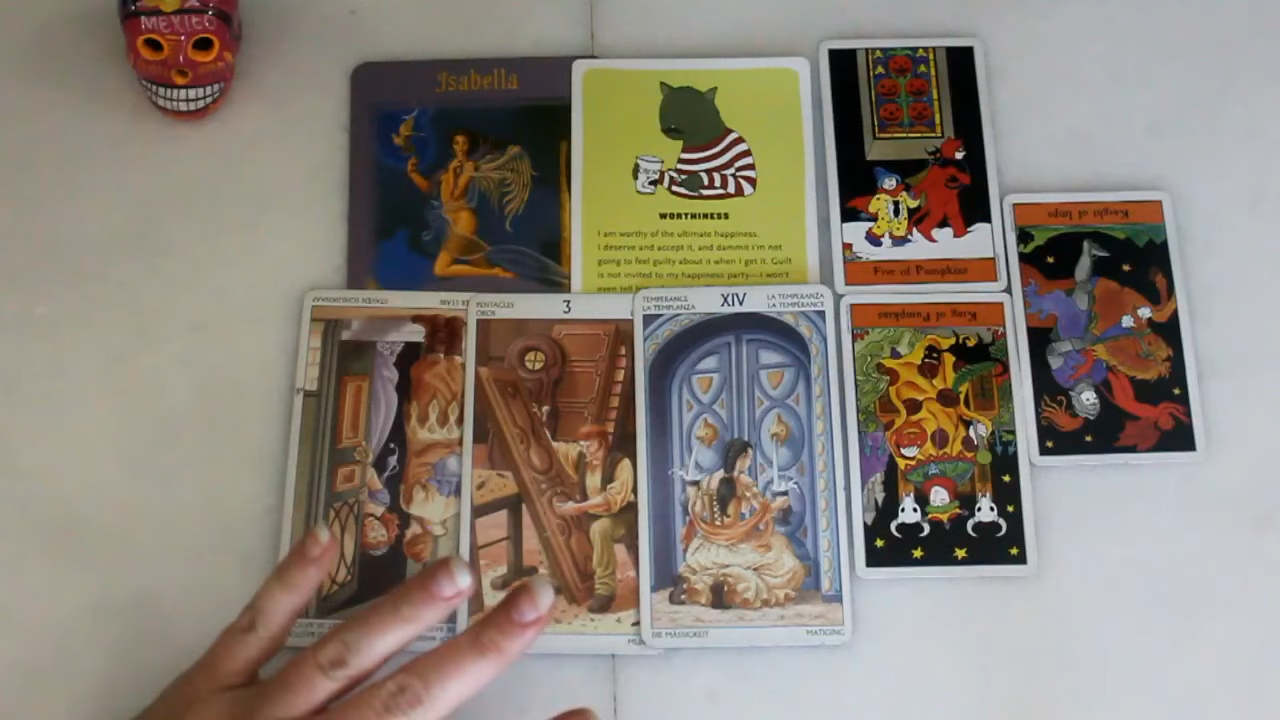 MEXICO
Isabella
WORTHINESS
I am worthy of the ultimate happiness.
I deserve and accept it, and dammit i'm not
going to feel guilty about it when I get it. Guilt
is not invited to my happiness party—I won't
even tell
Five of Pumpkins
Knight of Imps
King of Pumpkins
PENTACLES
OROS
3
TEMPERANCE
LA TEMPLANZA
XIV
LA TEMPERANZA
LA TEMPÉRANCE
DIE MÄSSIGKEIT
MATIGING